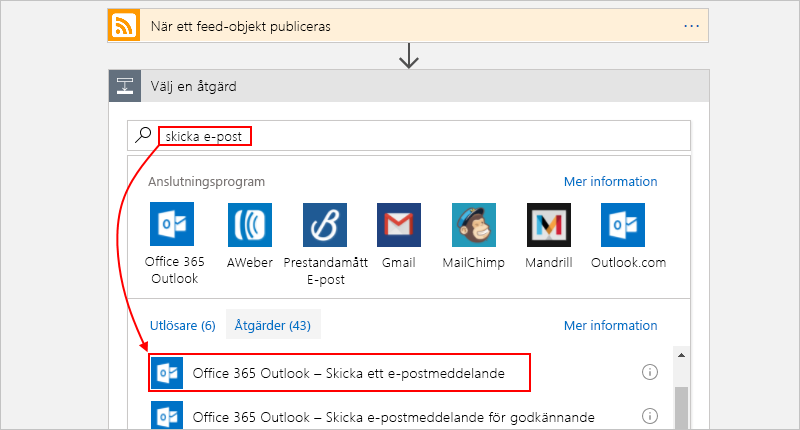 När ett feed-objekt publiceras
Välj en åtgärd
skicka e-post
Anslutningsprogram Mer information
Office 365 Outlook
AWeber
Prestandamått E-post
Gmail
MailChimp
Mandrill
Outlook.com
Utlösare (6) Åtgärder (43) Mer information
Office 365 Outlook – Skicka ett e-postmeddelande
Office 365 Outlook – Skicka e-postmeddelande för godkännande